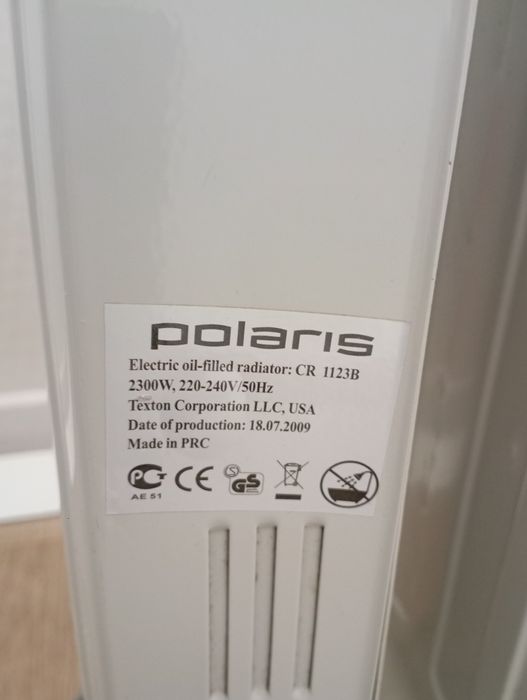 polaris
Electric oil-filled radiator: CR 1123B
2300W, 220-240V/50Hz
Texton Corporation LLC, USA
Date of production: 18.07.2009
Made in PRC
РСТ CE S GS
AE 51